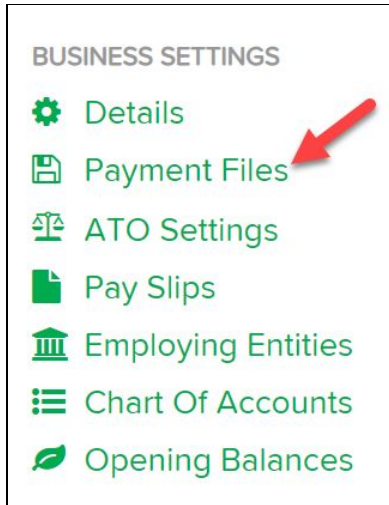 BUSINESS SETTINGS
Details
Payment Files
ATO Settings
Pay Slips
Employing Entities
Chart Of Accounts
Opening Balances